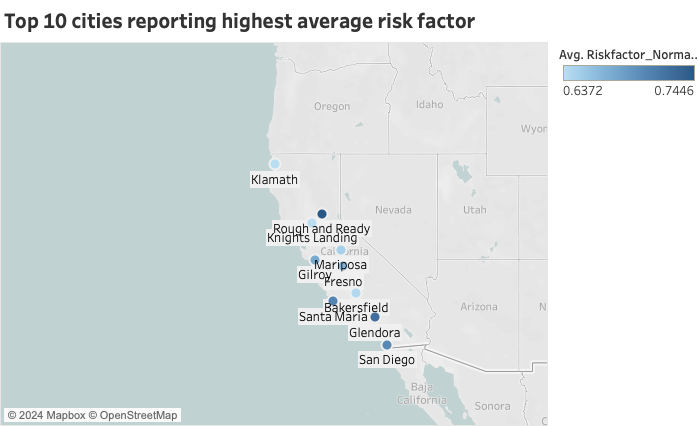 Top 10 cities reporting highest average risk factor
Avg. Riskfactor_Norma..
0.6372 0.7446
Oregon
Idaho
Wyor
Klamath
Nevada
Utah
Rough and Ready
Knights Landing
California
Mariposa
Gilroy
Fresno
Bakersfield
Santa Maria
Arizona
N
Glendora
San Diego
Baja
California
Sonora
C
© 2024 Mapbox © OpenStreetMap